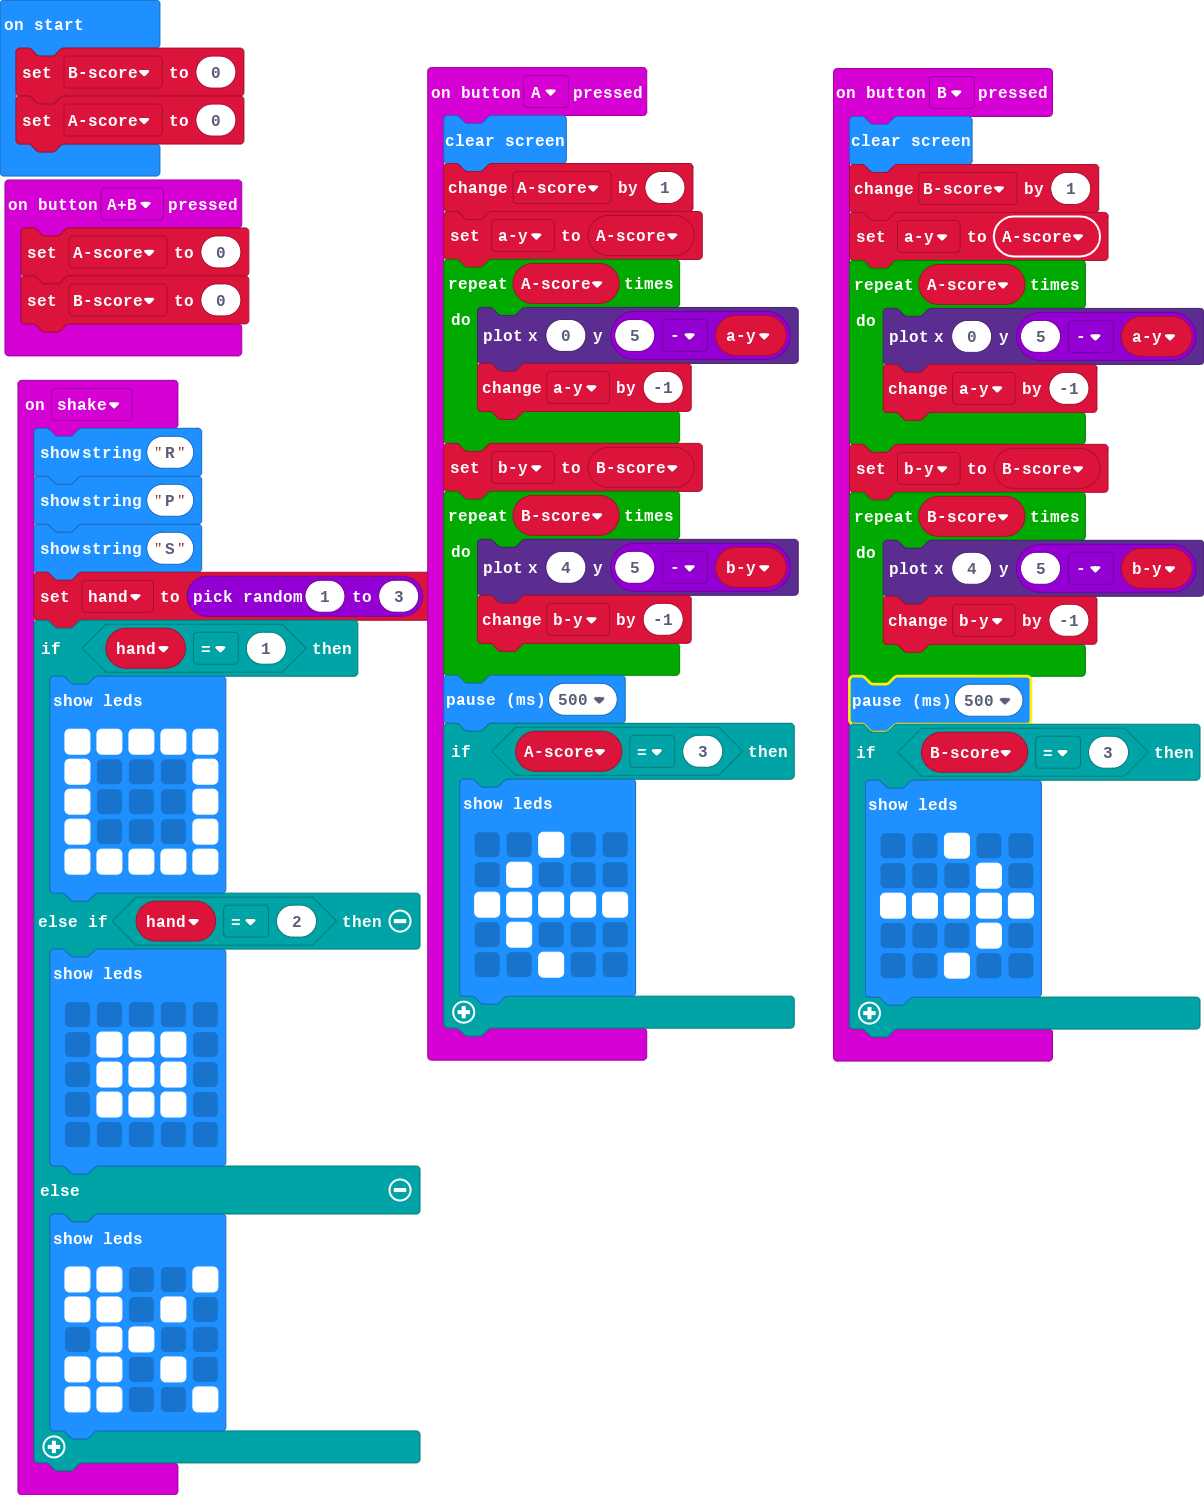 on start
set B-score to 0
set A-score to 0
on button A+B pressed
set A-score to 0
set B-score to 0
on shake
show string "R"
show string "P"
show string "S"
set hand to pick random 1 to 3
if hand = 1 then
show leds
else if hand = 2 then
show leds
else
show leds
on button A pressed
clear screen
change A-score by 1
set a-y to A-score
repeat A-score times
do plot x 0 y 5 - a-y
change a-y by -1
set b-y to B-score
repeat B-score times
do plot x 4 y 5 - b-y
change b-y by -1
pause (ms) 500
if A-score = 3 then
show leds
on button B pressed
clear screen
change B-score by 1
set a-y to A-score
repeat A-score times
do plot x 0 y 5 - a-y
change a-y by -1
set b-y to B-score
repeat B-score times
do plot x 4 y 5 - b-y
change b-y by -1
pause (ms) 500
if B-score = 3 then
show leds